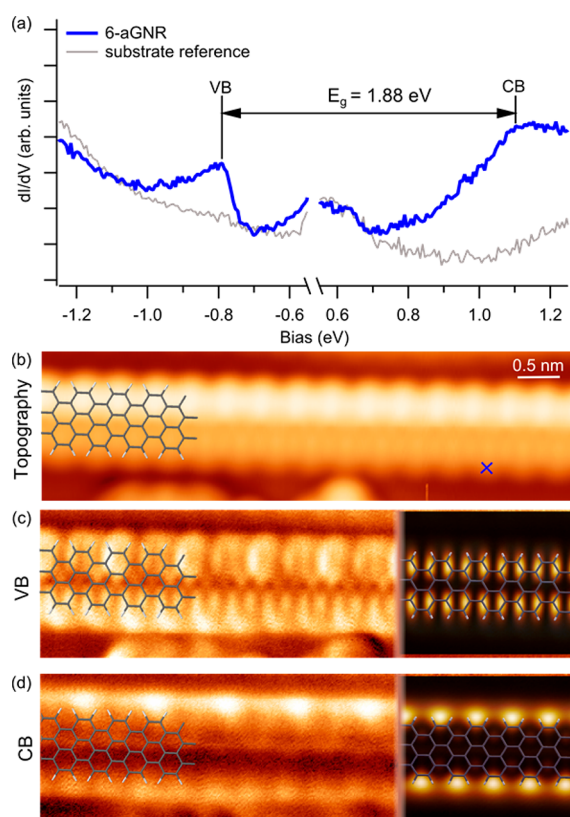 (a)
6-aGNR
substrate reference
VB
CB
E_g = 1.88 eV
dI/dV (arb. units)
-1.2 -1.0 -0.8 -0.6 0.6 0.8 1.0 1.2
Bias (eV)
(b)
0.5 nm
Topography
(c)
VB
(d)
CB